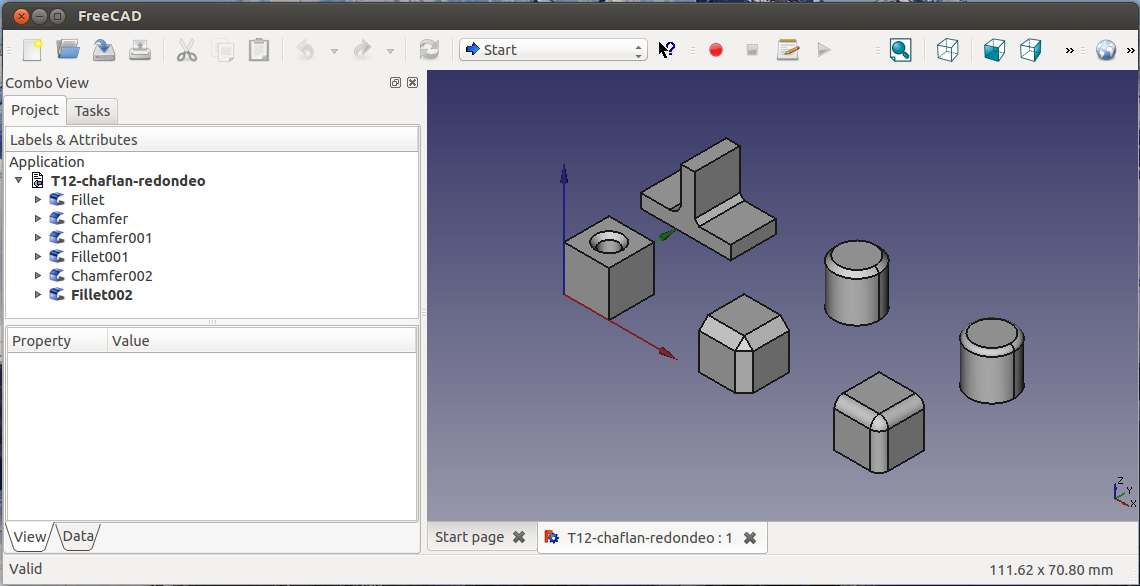 FreeCAD
Start
»
»
Combo View
Project
Tasks
Labels & Attributes
Application
T12-chaflan-redondeo
Fillet
Chamfer
Chamfer001
Fillet001
Chamfer002
Fillet002
Property
Value
View
Data
Z
Y
X
Start page
T12-chaflan-redondeo : 1
Valid
111.62 x 70.80 mm